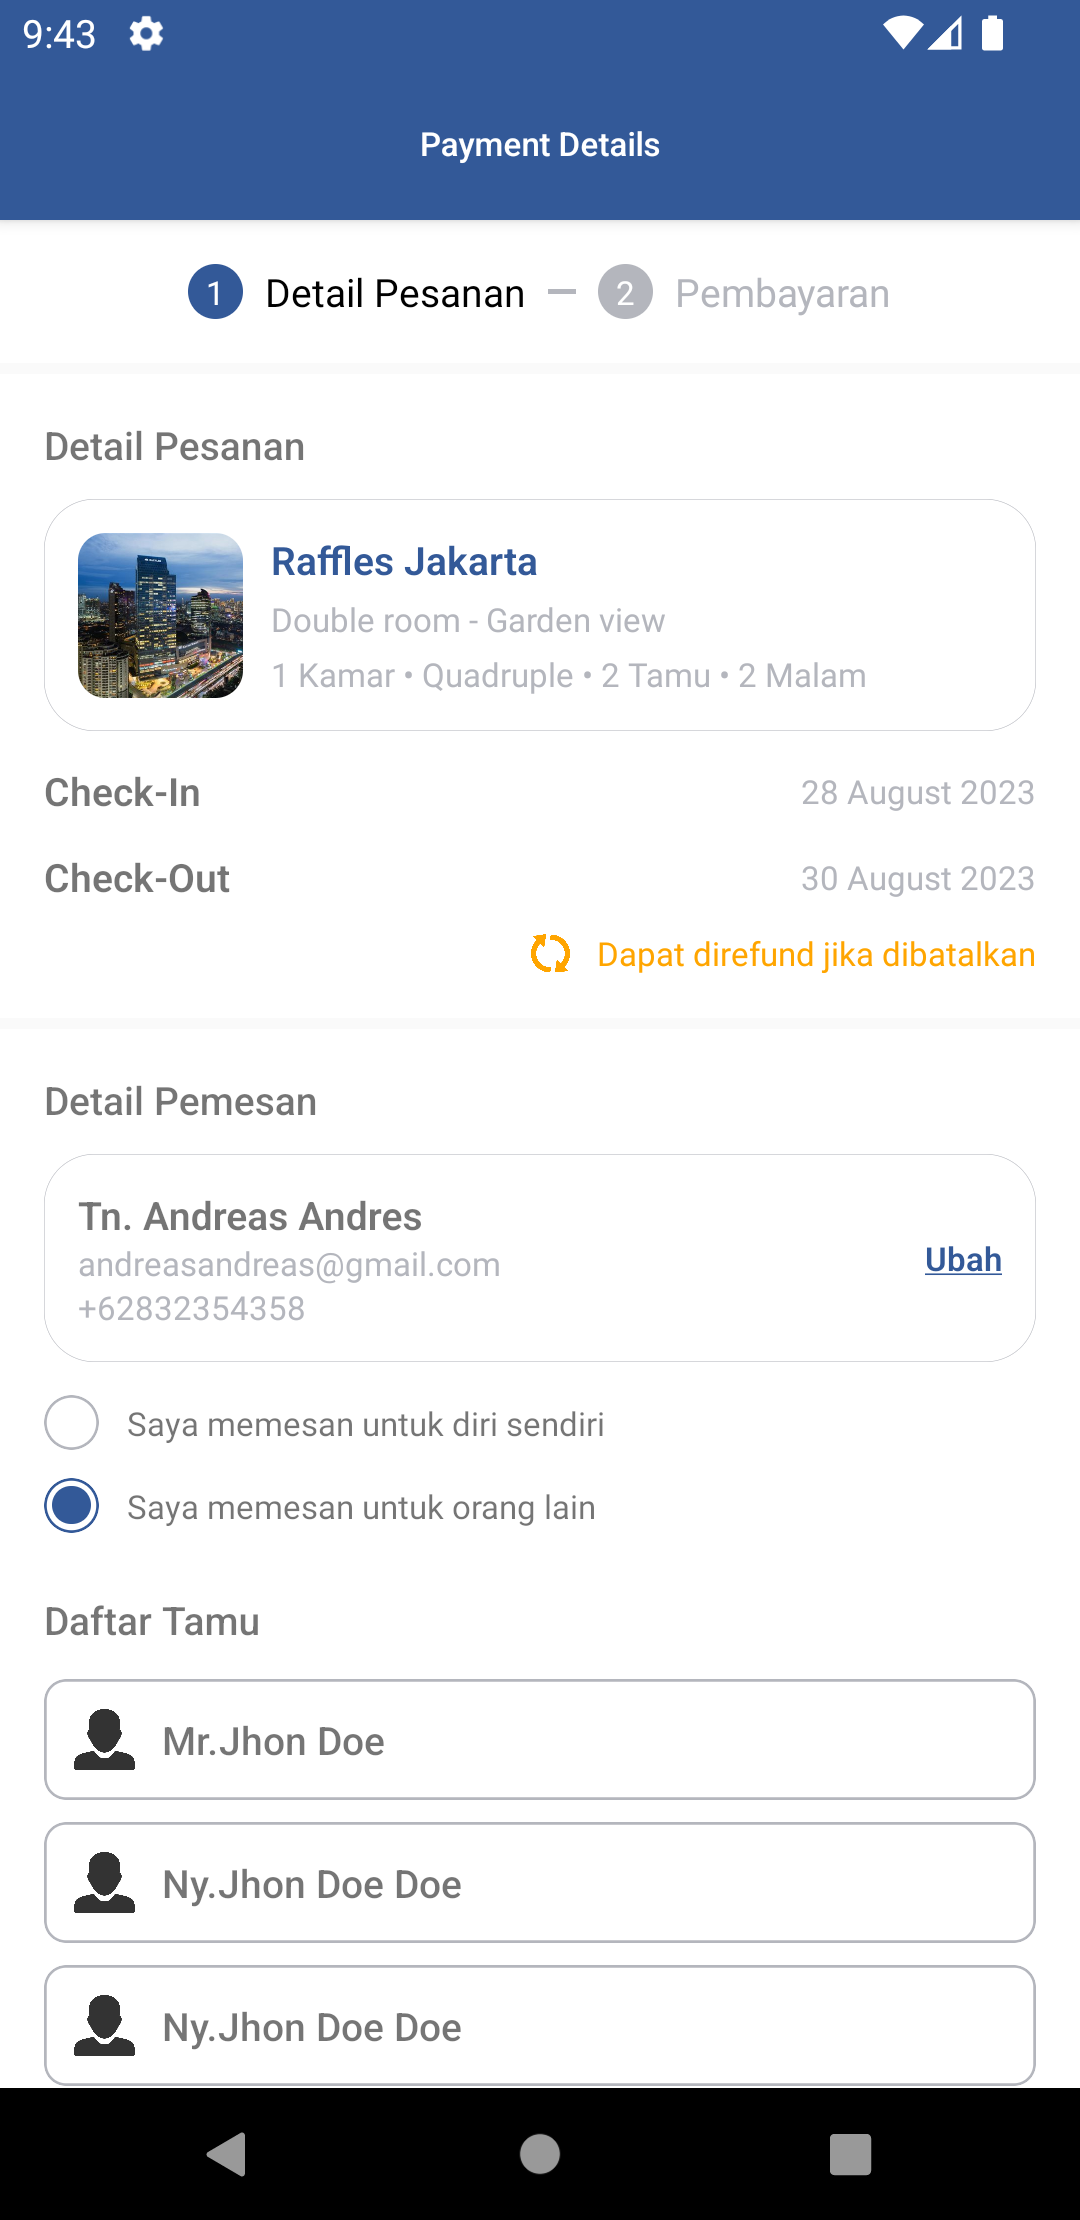 9:43
Payment Details
1 Detail Pesanan – 2 Pembayaran
Detail Pesanan
Raffles Jakarta
Double room - Garden view
1 Kamar • Quadruple • 2 Tamu • 2 Malam
Check-In 28 August 2023
Check-Out 30 August 2023
Dapat direfund jika dibatalkan
Detail Pemesan
Tn. Andreas Andres
andreasandreas@gmail.com
Ubah
+62832354358
Saya memesan untuk diri sendiri
Saya memesan untuk orang lain
Daftar Tamu
Mr.Jhon Doe
Ny.Jhon Doe Doe
Ny.Jhon Doe Doe